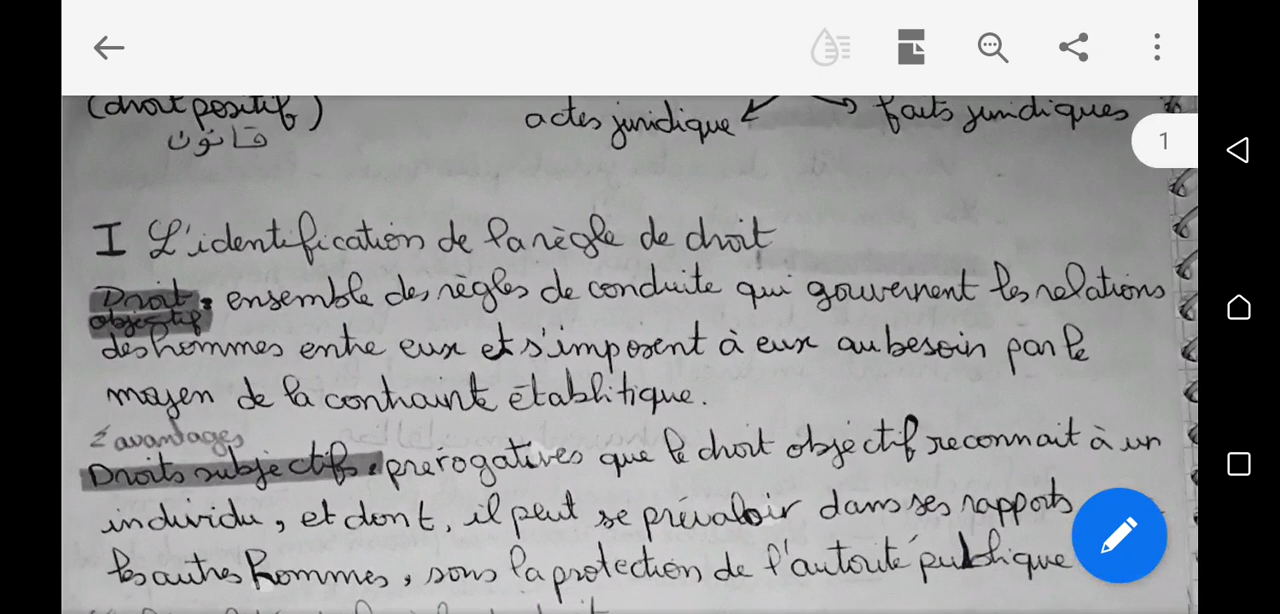 (droit positif)
قانون
actes juridique
faits juridiques
1
I L'identification de la règle de droit
Droit objectif : ensemble des règles de conduite qui gouvernent les relations
des hommes entre eux et s'imposent à eux au besoin par le
moyen de la contrainte établitique.
avantages
Droits subjectifs : prérogatives que le droit objectif reconnait à un
individu, et dont, il peut se prévaloir dans ses rapports
les autres hommes, sous la protection de l'autorité publique